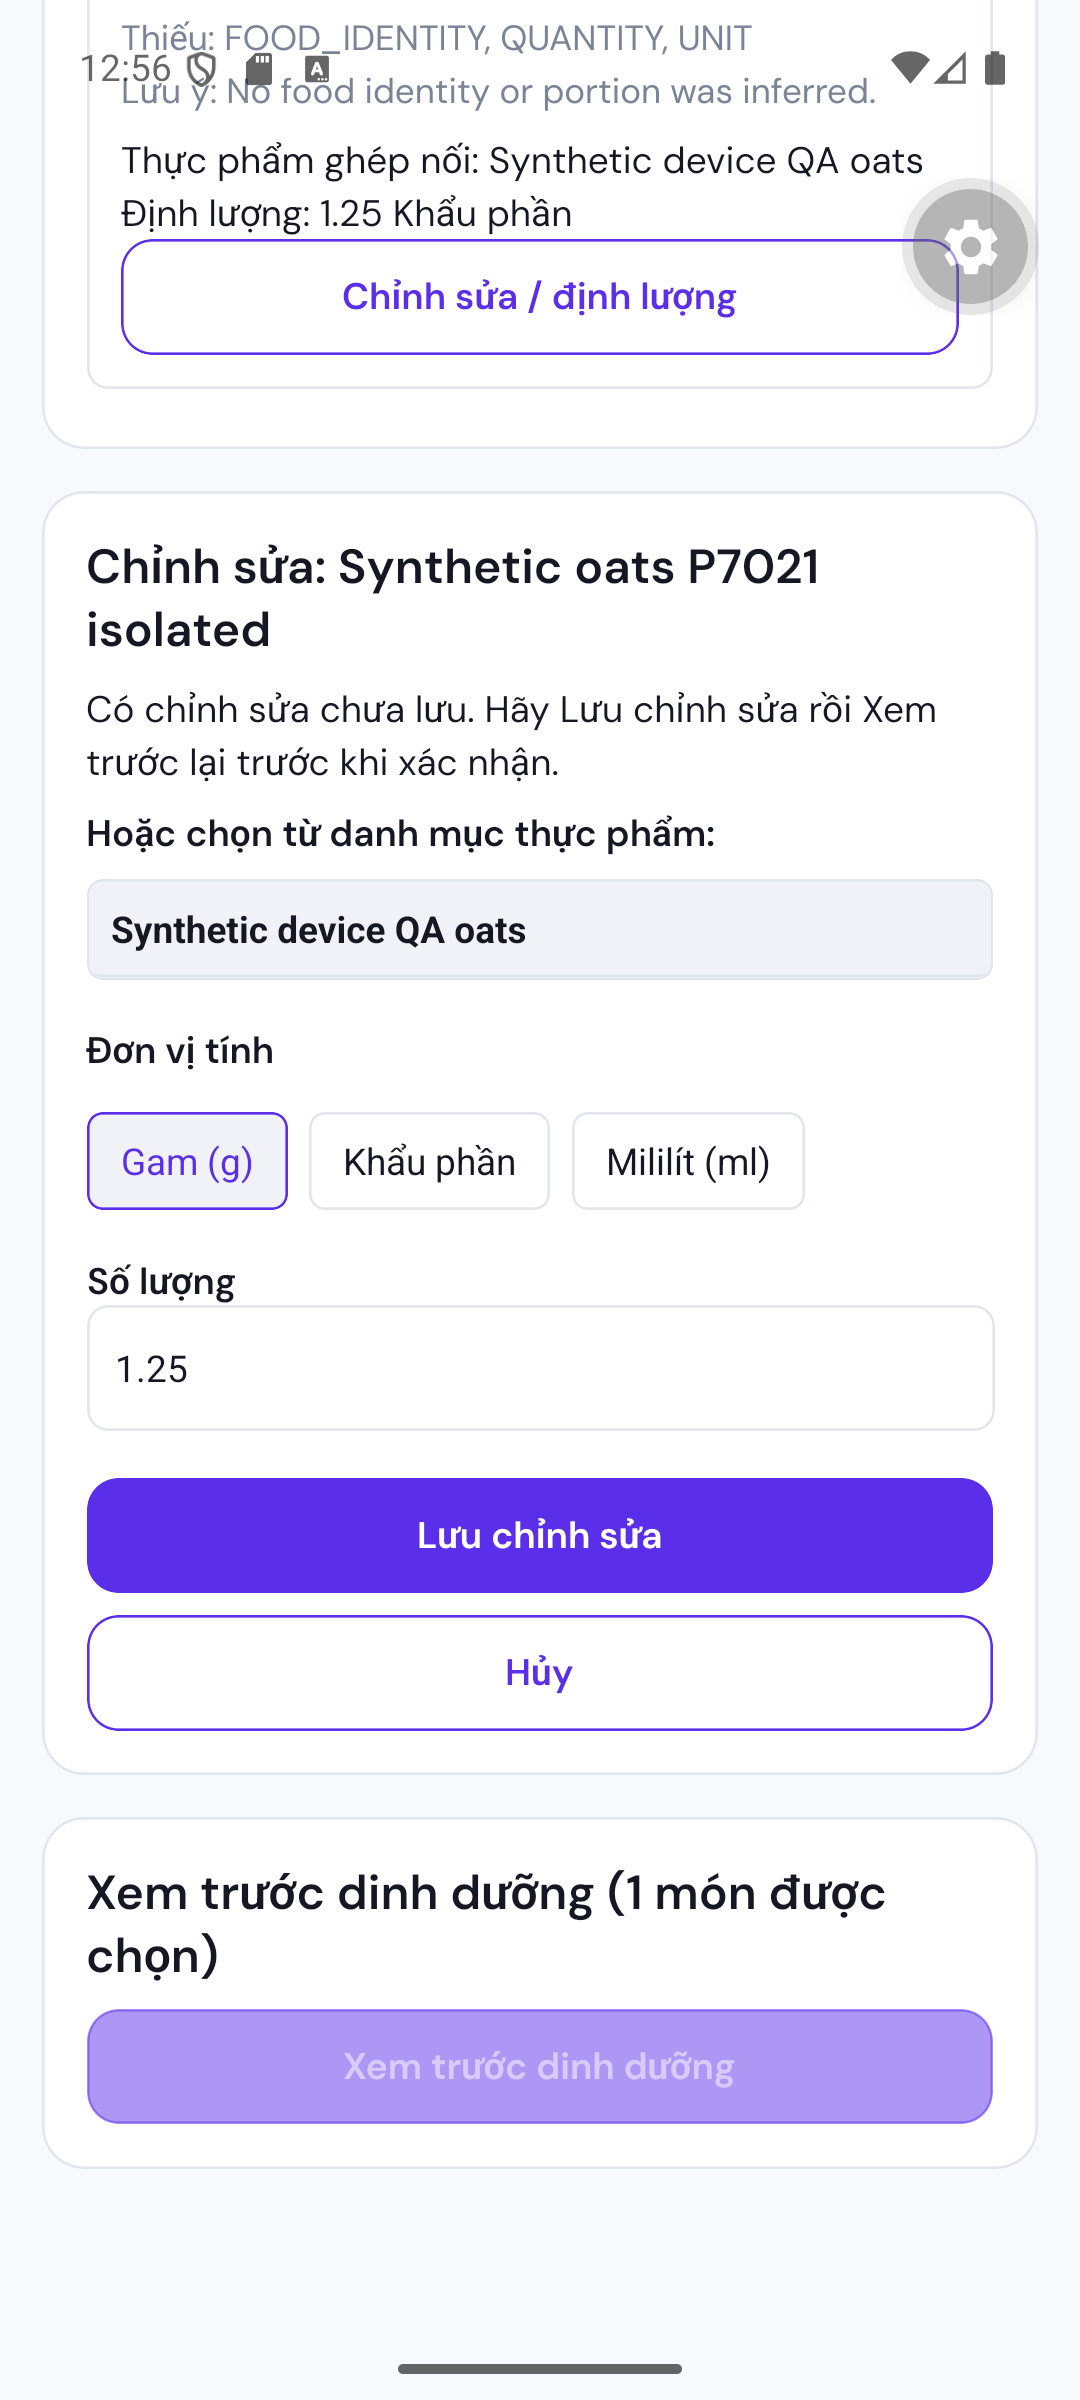 Thiếu: FOOD_IDENTITY, QUANTITY, UNIT
12:56
Lưu ý: No food identity or portion was inferred.
Thực phẩm ghép nối: Synthetic device QA oats
Định lượng: 1.25 Khẩu phần
Chỉnh sửa / định lượng
Chỉnh sửa: Synthetic oats P7021
isolated
Có chỉnh sửa chưa lưu. Hãy Lưu chỉnh sửa rồi Xem
trước lại trước khi xác nhận.
Hoặc chọn từ danh mục thực phẩm:
Synthetic device QA oats
Đơn vị tính
Gam (g) Khẩu phần Mililít (ml)
Số lượng
1.25
Lưu chỉnh sửa
Hủy
Xem trước dinh dưỡng (1 món được
chọn)
Xem trước dinh dưỡng